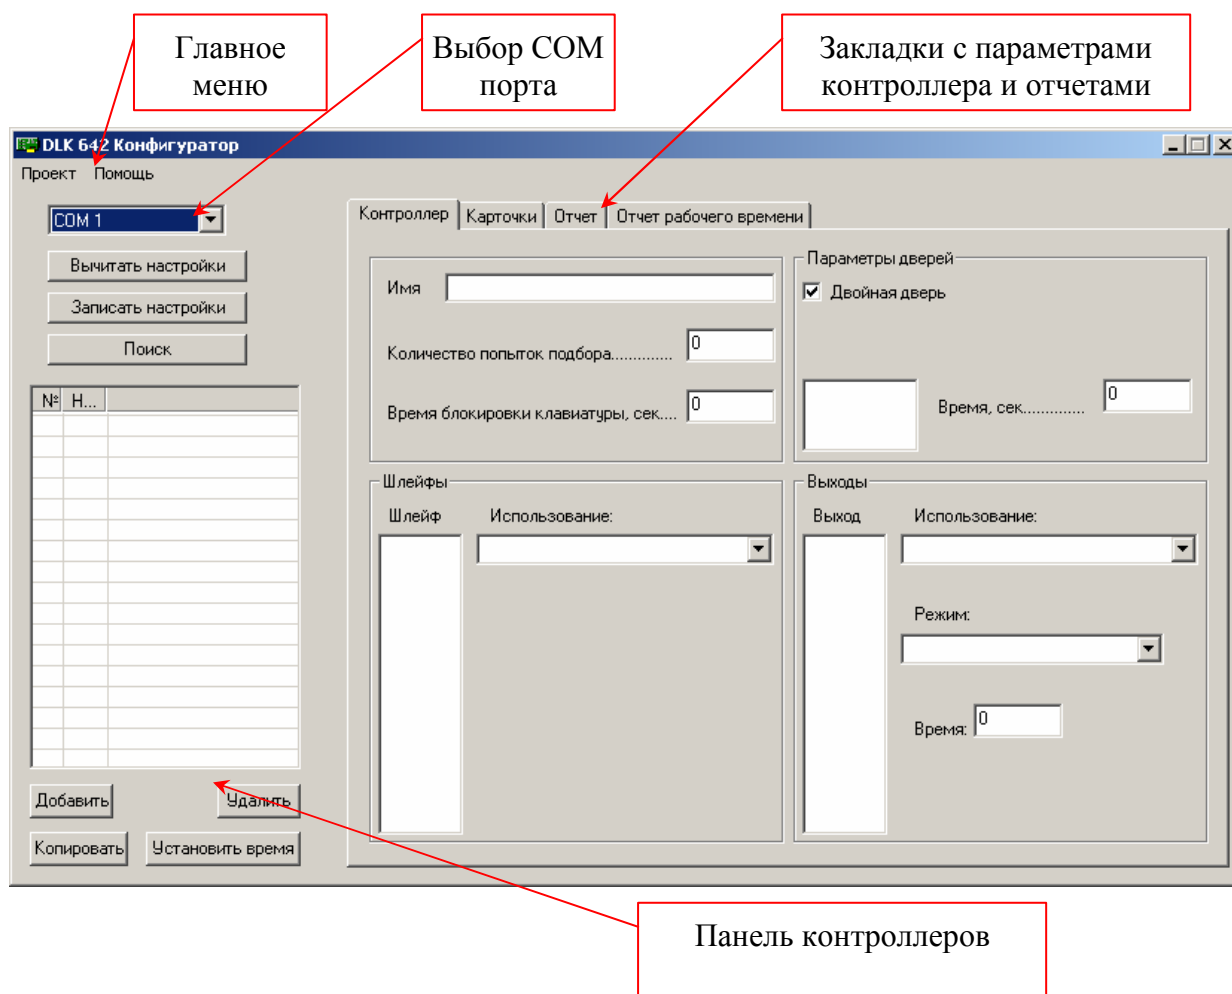 Главное
меню
Выбор COM
порта
Закладки с параметрами
контроллера и отчетами
DLK 642 Конфигуратор
Проект Помощь
COM 1
Вычитать настройки
Записать настройки
Поиск
№ Н...
Добавить
Удалить
Копировать
Установить время
Контроллер Карточки Отчет Отчет рабочего времени
Имя
Количество попыток подбора.............. 0
Время блокировки клавиатуры, сек.... 0
Параметры дверей
Двойная дверь
Время, сек.............. 0
Шлейфы
Шлейф Использование:
Выходы
Выход Использование:
Режим:
Время: 0
Панель контроллеров